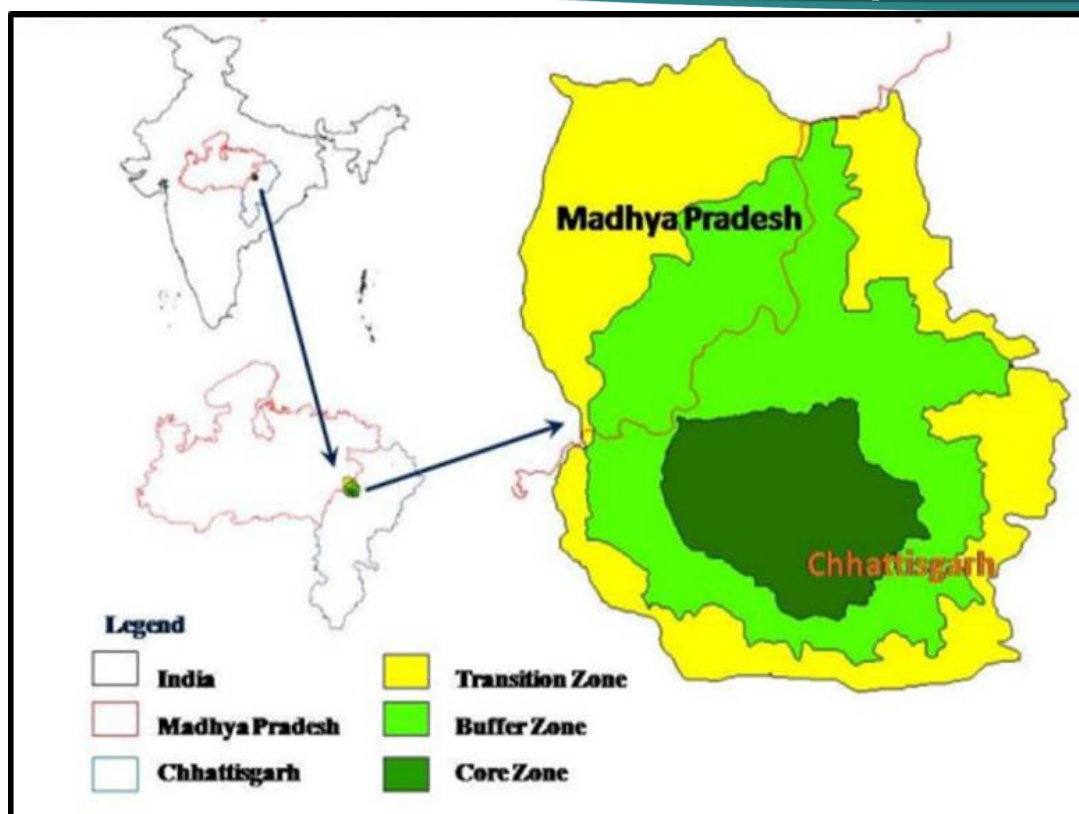 Madhya Pradesh
Chhattisgarh
Legend
India
Madhya Pradesh
Chhattisgarh
Transition Zone
Buffer Zone
Core Zone